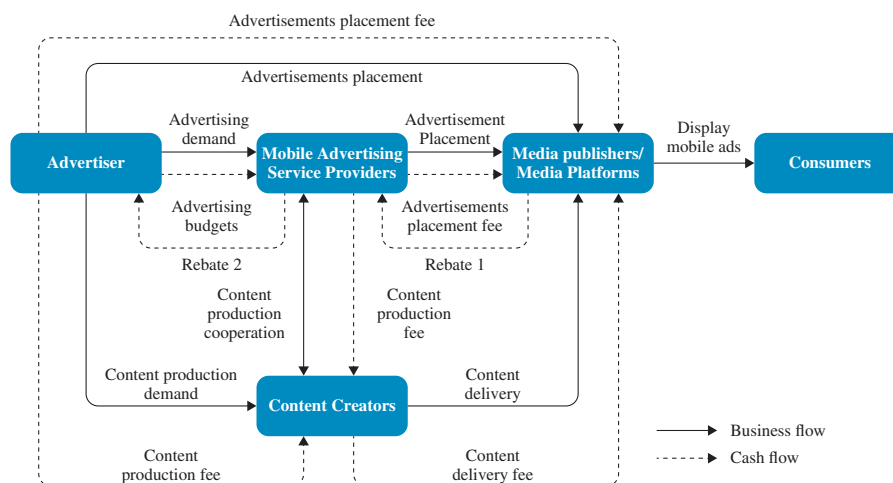 Advertisements placement fee
Advertisements placement
Advertising
demand
Advertisement
Placement
Display
mobile ads
Advertiser
Mobile Advertising
Service Providers
Media publishers/
Media Platforms
Consumers
Advertising
budgets
Advertisements
placement fee
Rebate 2
Rebate 1
Content
production
cooperation
Content
production
fee
Content production
demand
Content Creators
Content
delivery
Business flow
Cash flow
Content
production fee
Content
delivery fee